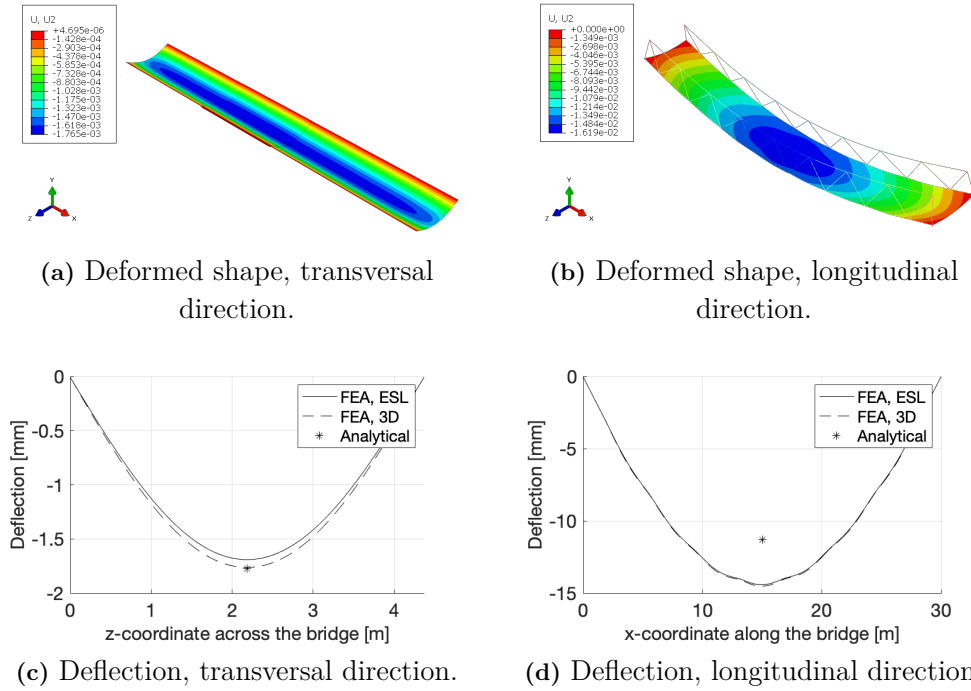 U, U2
+4.695e-06
-1.428e-04
-2.903e-04
-4.378e-04
-5.853e-04
-7.328e-04
-8.803e-04
-1.028e-03
-1.175e-03
-1.323e-03
-1.470e-03
-1.618e-03
-1.765e-03
Y
Z X
U, U2
+0.000e+00
-1.349e-03
-2.698e-03
-4.046e-03
-5.395e-03
-6.744e-03
-8.093e-03
-9.442e-03
-1.079e-02
-1.214e-02
-1.349e-02
-1.484e-02
-1.619e-02
Y
Z X
(a) Deformed shape, transversal
direction.
(b) Deformed shape, longitudinal
direction.
0
-0.5
-1
-1.5
-2
Deflection [mm]
FEA, ESL
FEA, 3D
Analytical
0 1 2 3 4
z-coordinate across the bridge [m]
(c) Deflection, transversal direction.
0
-5
-10
-15
Deflection [mm]
FEA, ESL
FEA, 3D
Analytical
0 10 20 30
x-coordinate along the bridge [m]
(d) Deflection, longitudinal direction